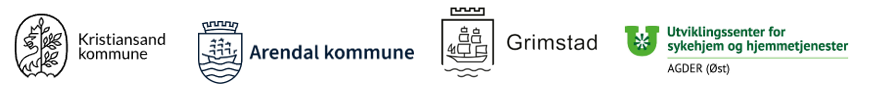 Kristiansand
kommune
Arendal kommune
Grimstad
Utviklingssenter for
sykehjem og hjemmetjenester
AGDER (Øst)